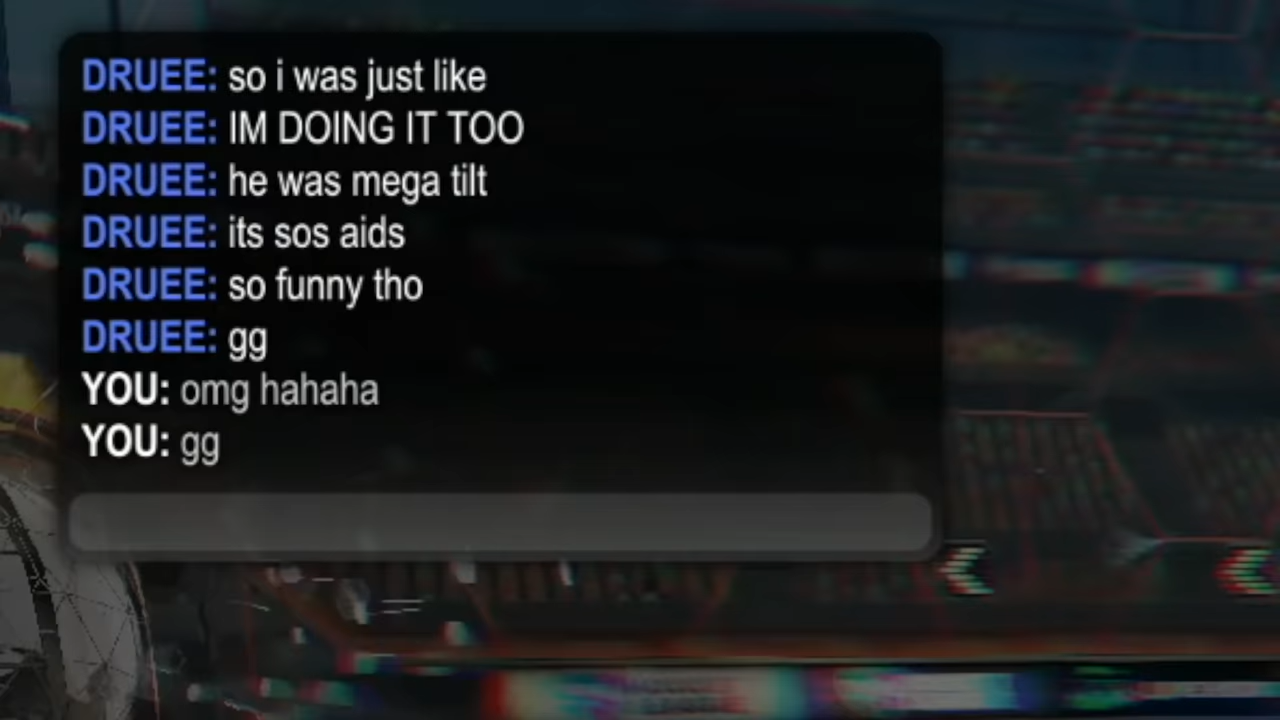 DRUEE: so i was just like
DRUEE: IM DOING IT TOO
DRUEE: he was mega tilt
DRUEE: its sos aids
DRUEE: so funny tho
DRUEE: gg
YOU: omg hahaha
YOU: gg